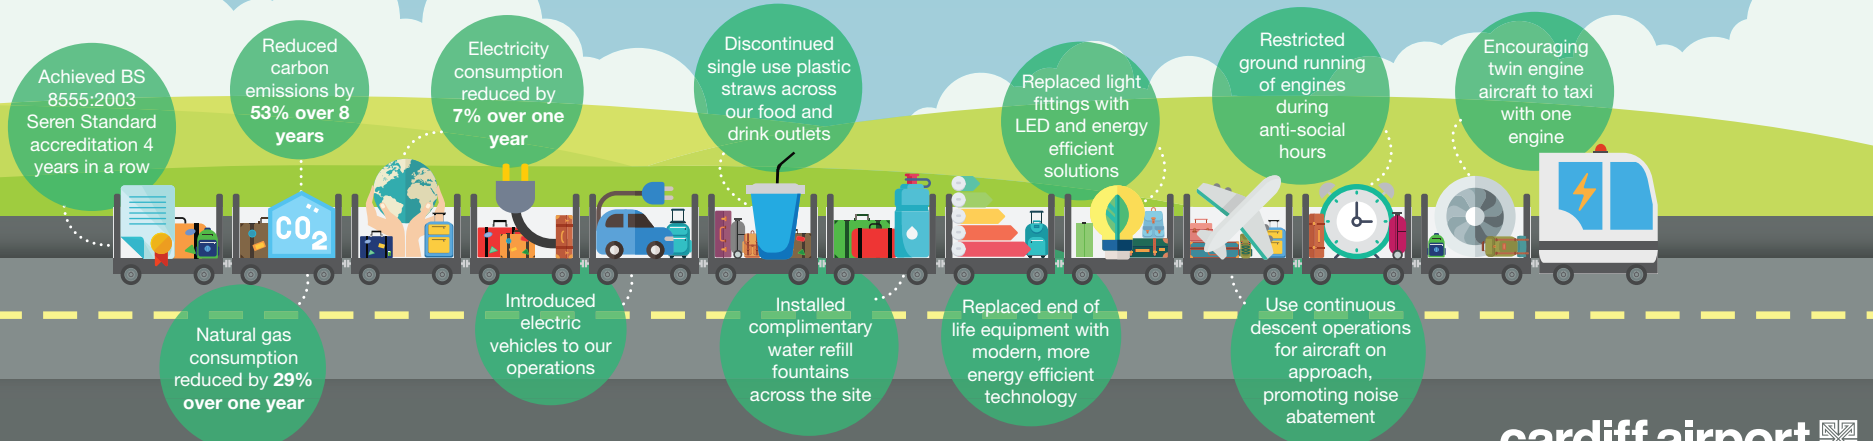 Achieved BS
8555:2003
Seren Standard
accreditation 4
years in a row
Reduced
carbon
emissions by
53% over 8
years
Electricity
consumption
reduced by
7% over one
year
Discontinued
single use plastic
straws across
our food and
drink outlets
Replaced light
fittings with
LED and energy
efficient
solutions
Restricted
ground running
of engines
during
anti-social
hours
Encouraging
twin engine
aircraft to taxi
with one
engine
CO2
Natural gas
consumption
reduced by 29%
over one year
Introduced
electric
vehicles to our
operations
Installed
complimentary
water refill
fountains
across the site
Replaced end of
life equipment with
modern, more
energy efficient
technology
Use continuous
descent operations
for aircraft on
approach,
promoting noise
abatement
cardiff airport